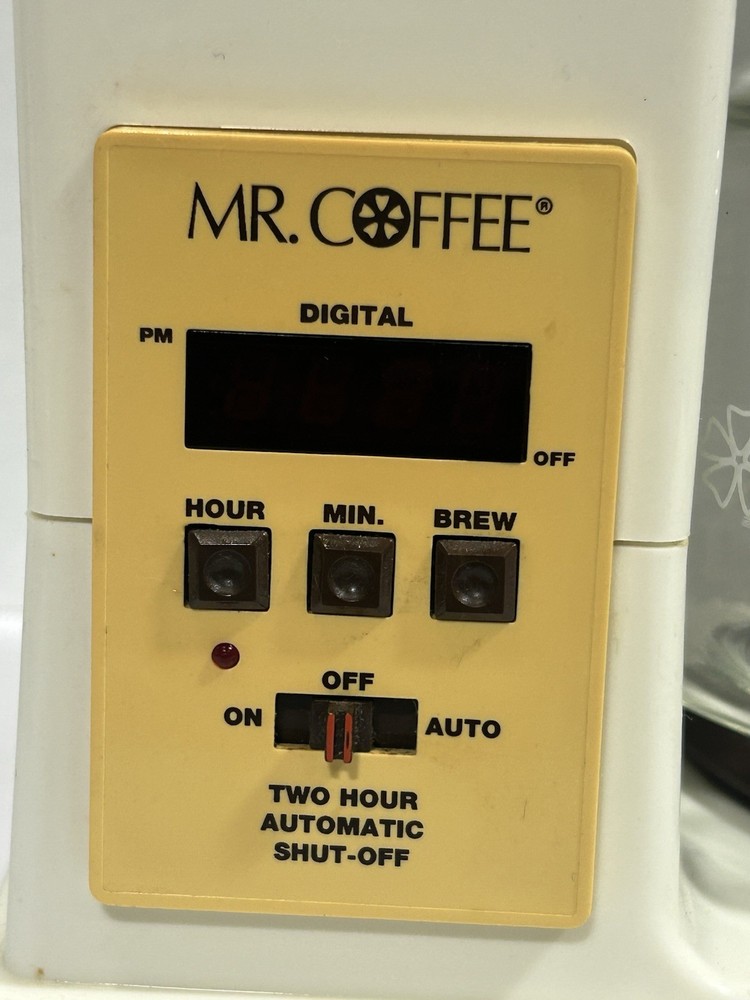 MR. COFFEE®
DIGITAL
PM
OFF
HOUR MIN. BREW
OFF
ON AUTO
TWO HOUR
AUTOMATIC
SHUT-OFF